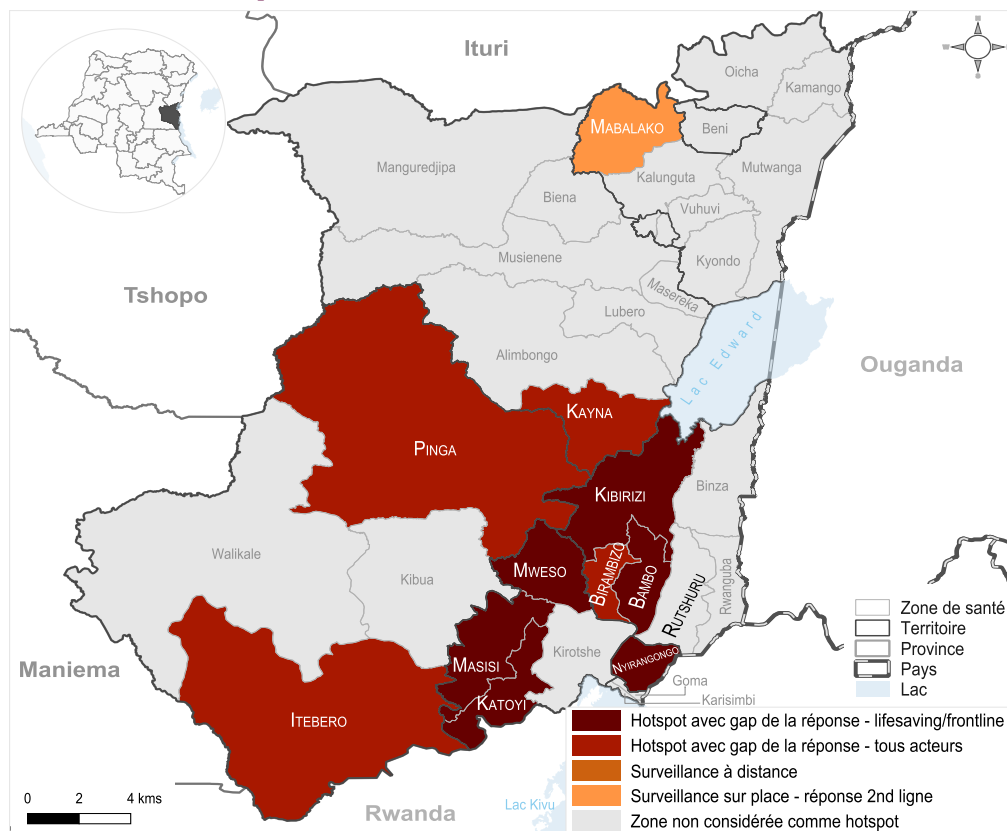 Ituri
Oicha
Kamango
MABALAKO
Beni
Manguredjipa
Mutwanga
Kalunguta
Biena
Vuhuvi
Musienene
Kyondo
Masereka
Tshopo
Lubero
Lac Edward
Alimbongo
Ouganda
KAYNA
PINGA
KIBIRIZI
Binza
Walikale
Kibua
MWESO
BIRAMBIZO
BAMBO
RUTSHURU
Rwanguba
Kirotshe
MASISI
NYIRANGONGO
Maniema
Goma
Karisimbi
KATOYI
ITEBERO
Zone de santé
Territoire
Province
Pays
Lac
Hotspot avec gap de la réponse - lifesaving/frontline
Hotspot avec gap de la réponse - tous acteurs
Surveillance à distance
Surveillance sur place - réponse 2nd ligne
Zone non considérée comme hotspot
0 2 4 kms
Rwanda
Lac Kivu